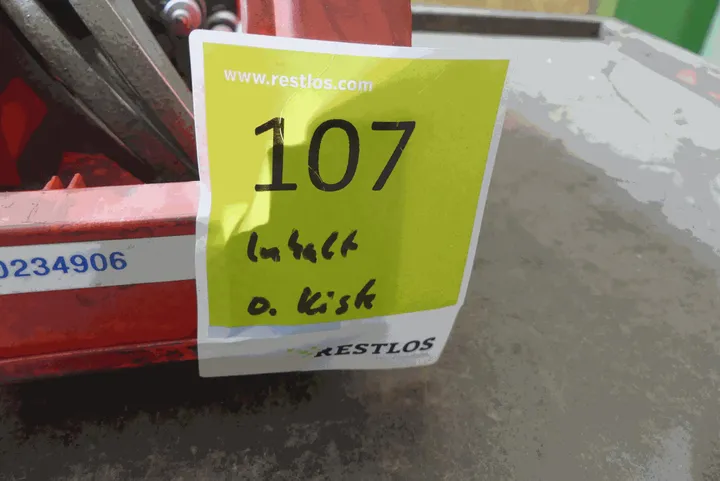 www.restlos.com
107
Inhalt
o. Kiste
RESTLOS
0234906